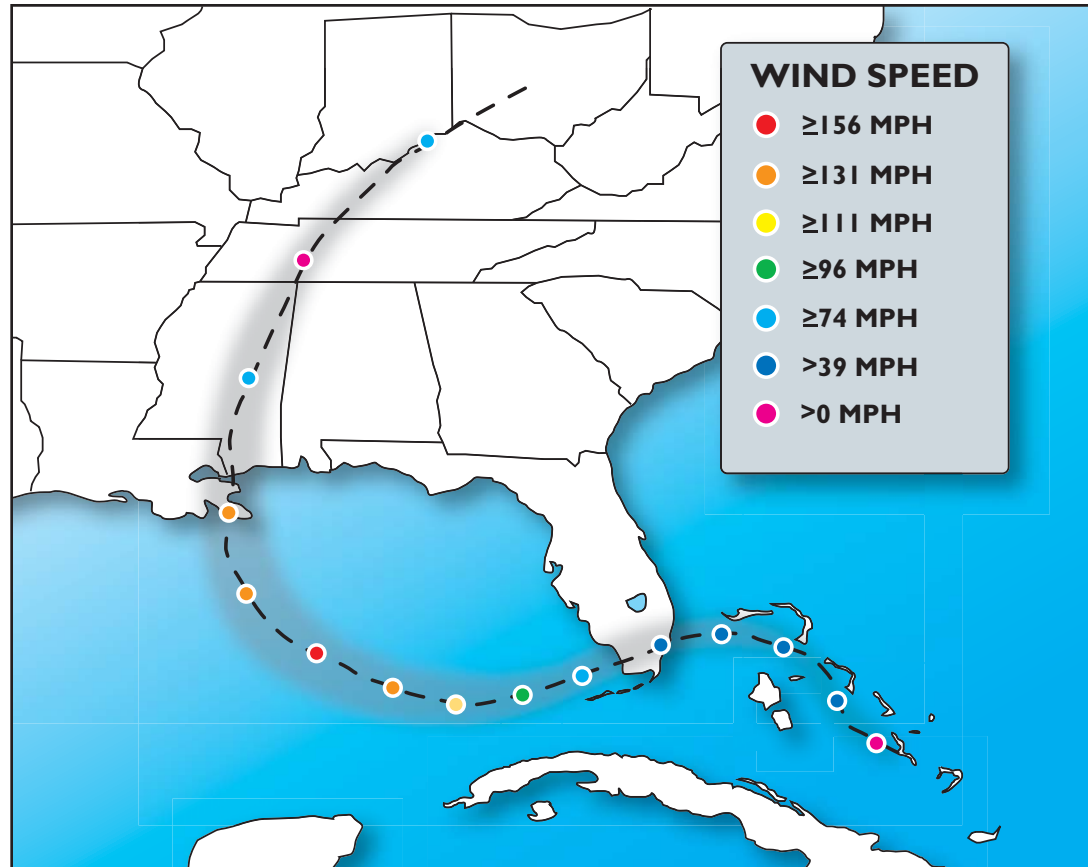 WIND SPEED
≥156 MPH
≥131 MPH
≥111 MPH
≥96 MPH
≥74 MPH
>39 MPH
>0 MPH